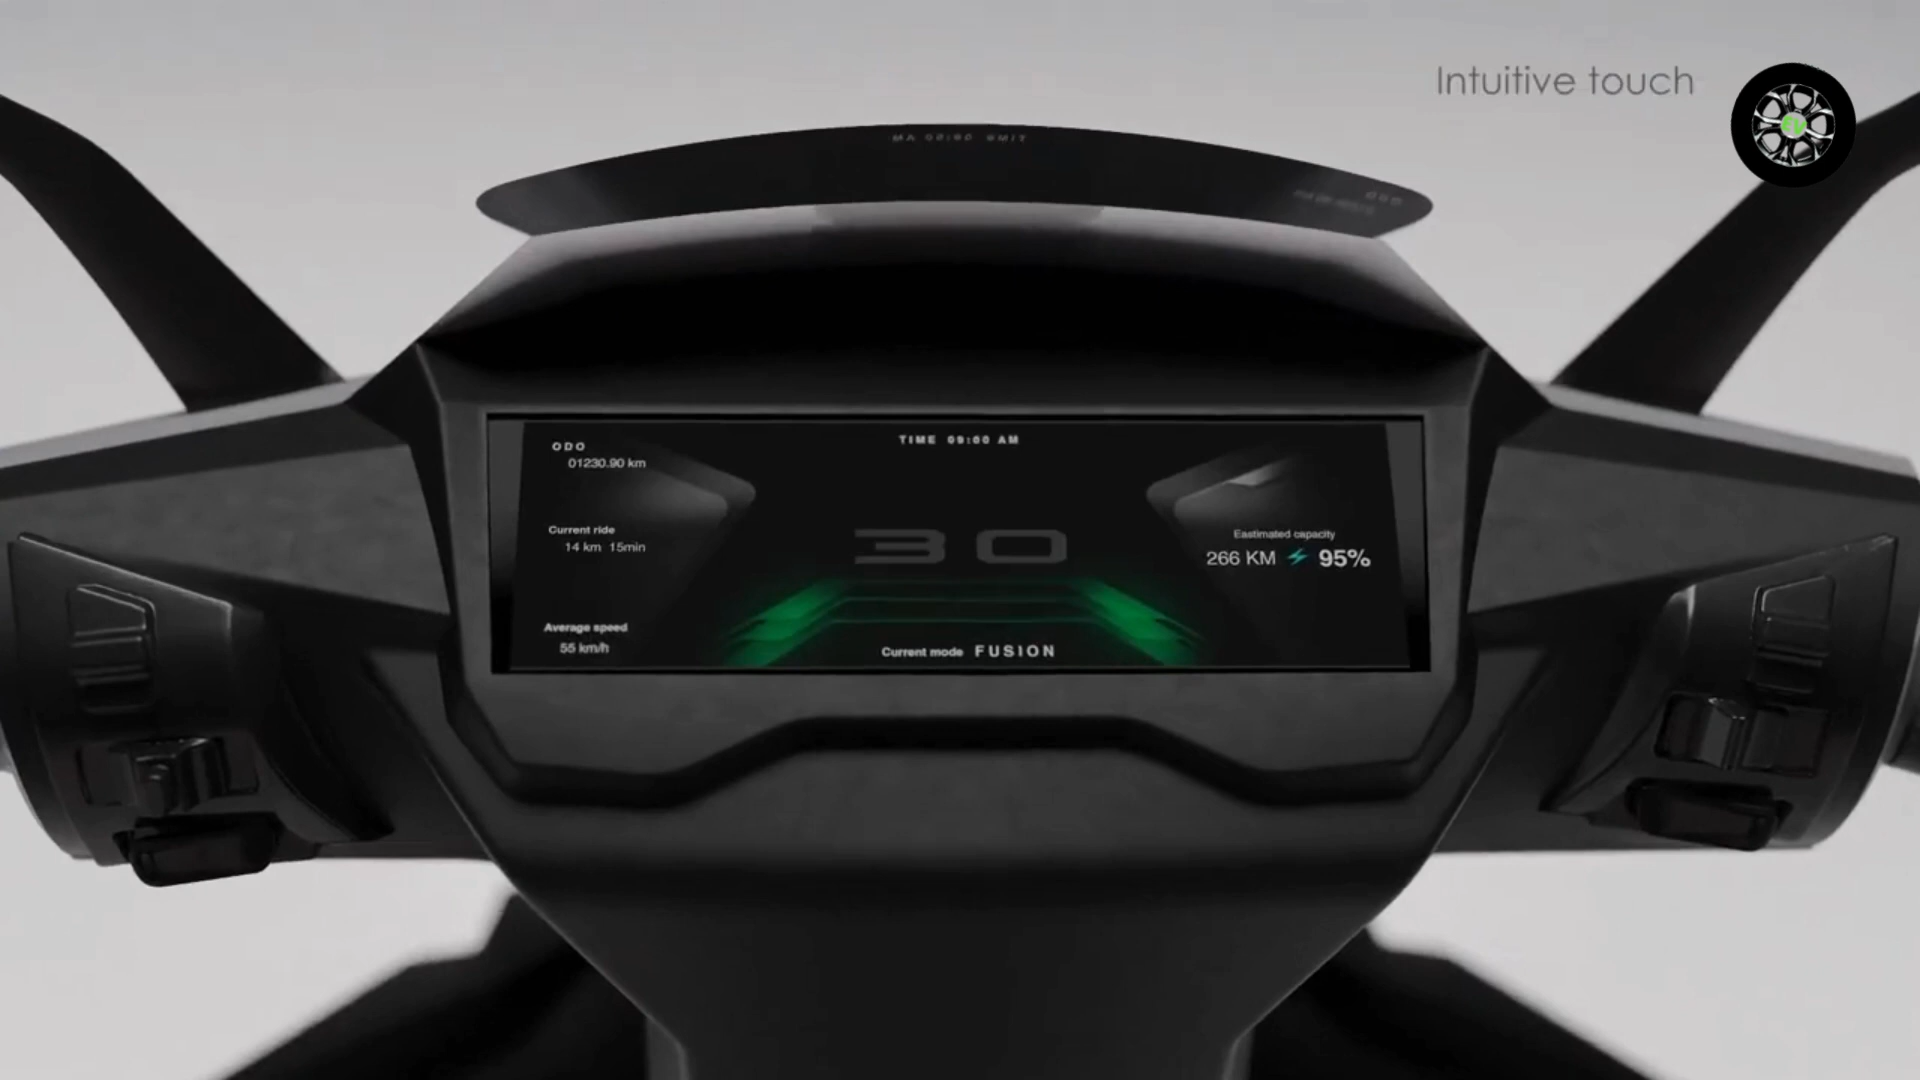 Intuitive touch
TV
TIME 09:00 AM
ODO
01230.90 km
Current ride
14 km 15min
30
Eastimated capacity
266 KM 95%
Average speed
55 km/h
Current mode FUSION